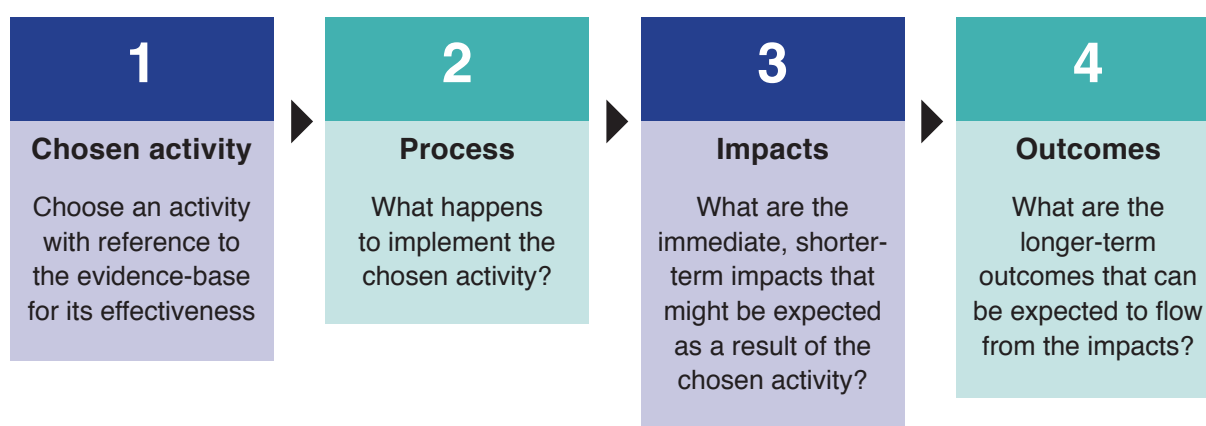 1
Chosen activity
Choose an activity
with reference to
the evidence-base
for its effectiveness
2
Process
What happens
to implement the
chosen activity?
3
Impacts
What are the
immediate, shorter-
term impacts that
might be expected
as a result of the
chosen activity?
4
Outcomes
What are the
longer-term
outcomes that can
be expected to flow
from the impacts?